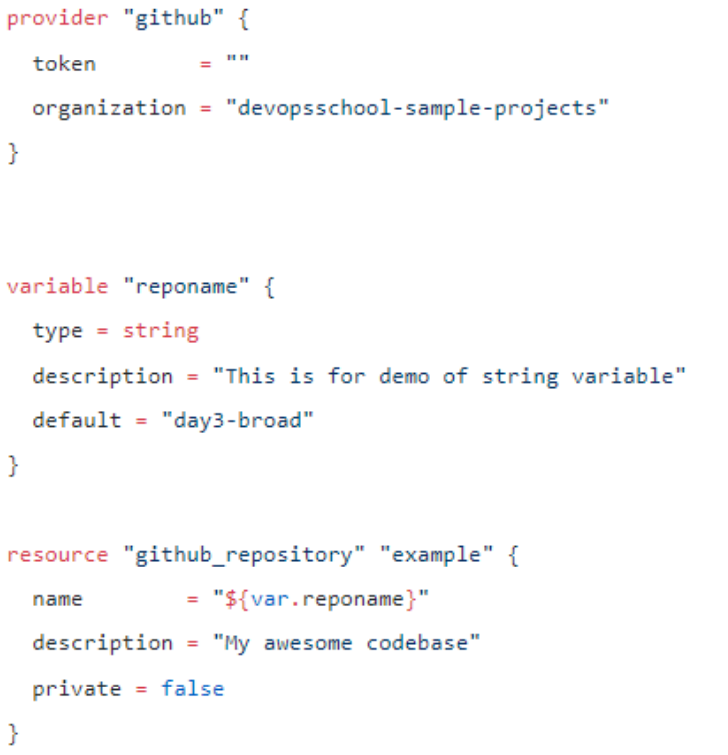 provider "github" {
  token        = ""
  organization = "devopsschool-sample-projects"
}
variable "reponame" {
  type = string
  description = "This is for demo of string variable"
  default = "day3-broad"
}
resource "github_repository" "example" {
  name        = "${var.reponame}"
  description = "My awesome codebase"
  private = false
}